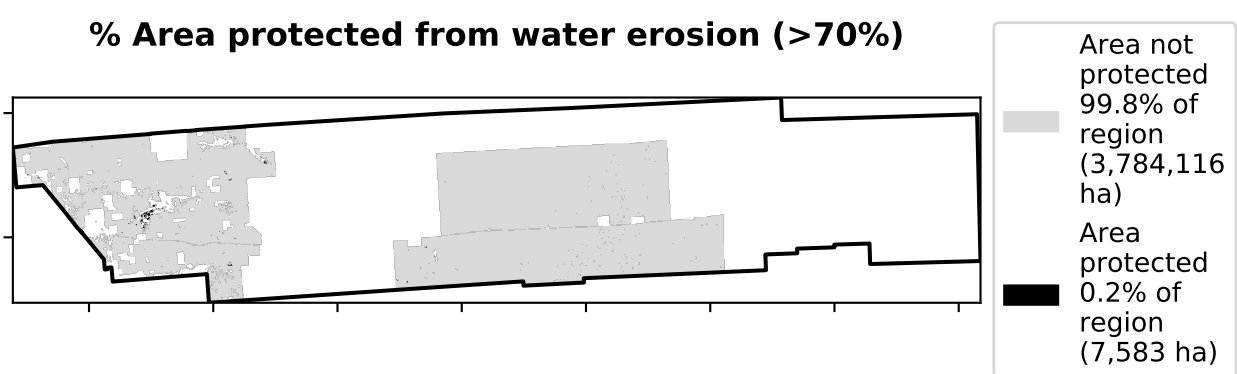 % Area protected from water erosion (>70%)
Area not
protected
99.8% of
region
(3,784,116
ha)
Area
protected
0.2% of
region
(7,583 ha)